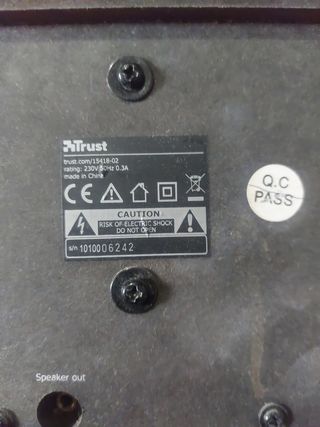 Trust
trust.com/15418-02
rating: 230V 50Hz 0.3A
made in China
CE
Q.C
PASS
CAUTION
RISK OF ELECTRIC SHOCK
DO NOT OPEN
s/n 1010006242
Speaker out